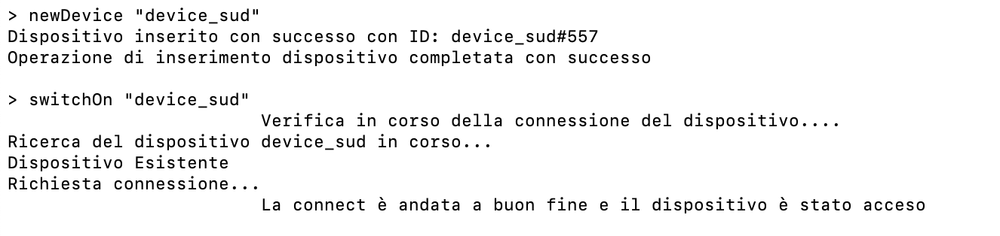 > newDevice "device_sud"
Dispositivo inserito con successo con ID: device_sud#557
Operazione di inserimento dispositivo completata con successo
> switchOn "device_sud"
Verifica in corso della connessione del dispositivo....
Ricerca del dispositivo device_sud in corso...
Dispositivo Esistente
Richiesta connessione...
La connect è andata a buon fine e il dispositivo è stato acceso